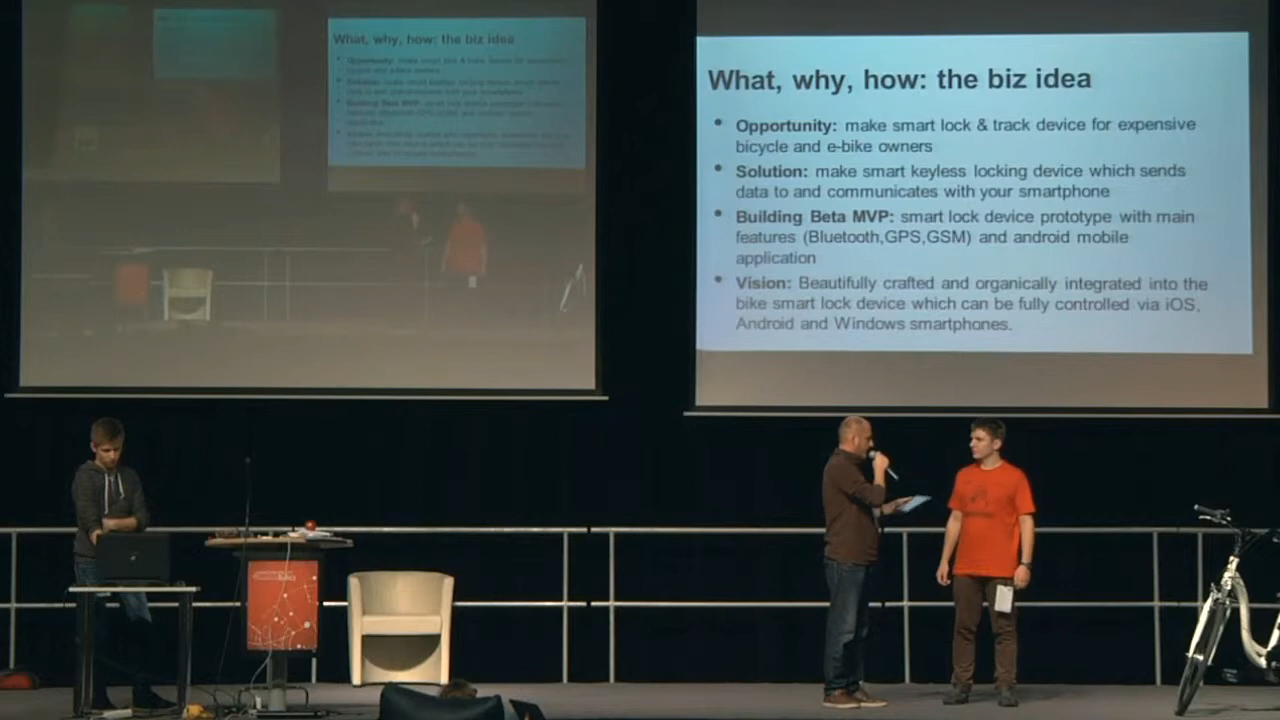 What, why, how: the biz idea
What, why, how: the biz idea
• Opportunity: make smart lock & track device for expensive
bicycle and e-bike owners
• Solution: make smart keyless locking device which sends
data to and communicates with your smartphone
• Building Beta MVP: smart lock device prototype with main
features (Bluetooth,GPS,GSM) and android mobile
application
• Vision: Beautifully crafted and organically integrated into the
bike smart lock device which can be fully controlled via iOS,
Android and Windows smartphones.